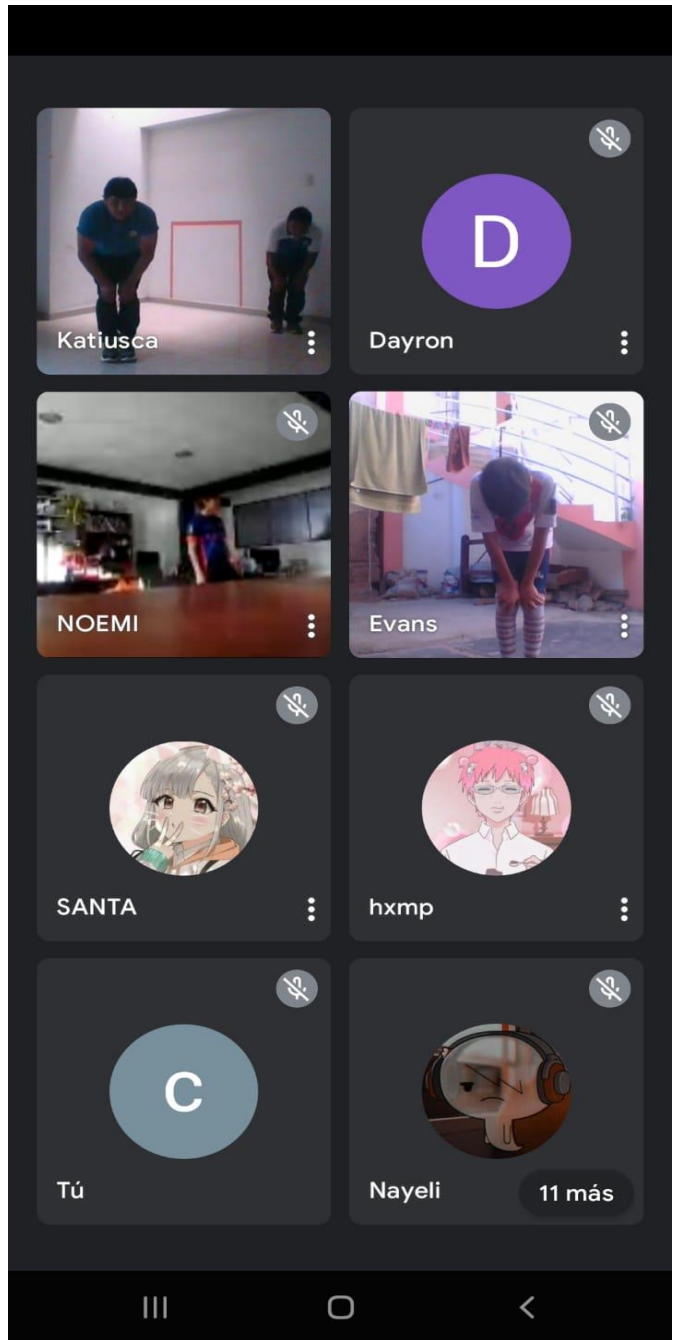 D
Katiusca
Dayron
NOEMI
Evans
SANTA
hxmp
C
Tú
Nayeli
11 más